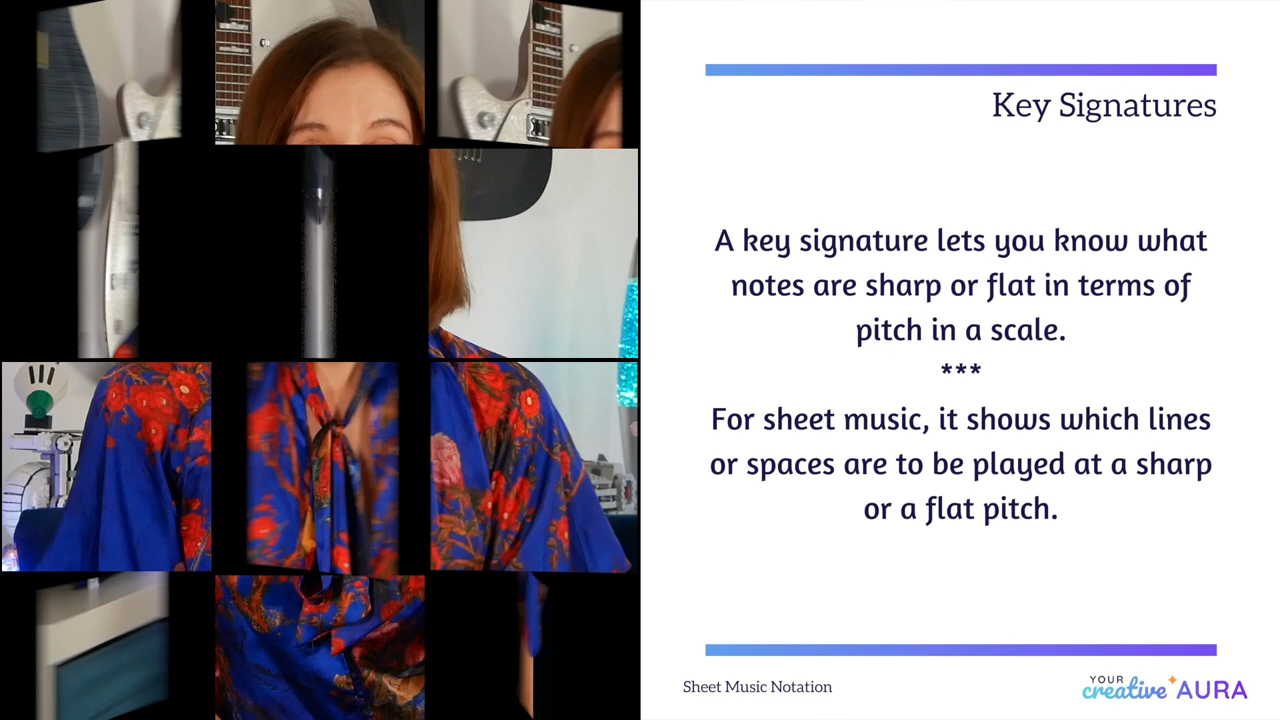 Key Signatures
A key signature lets you know what
notes are sharp or flat in terms of
pitch in a scale.
***
For sheet music, it shows which lines
or spaces are to be played at a sharp
or a flat pitch.
Sheet Music Notation
YOUR
creative AURA